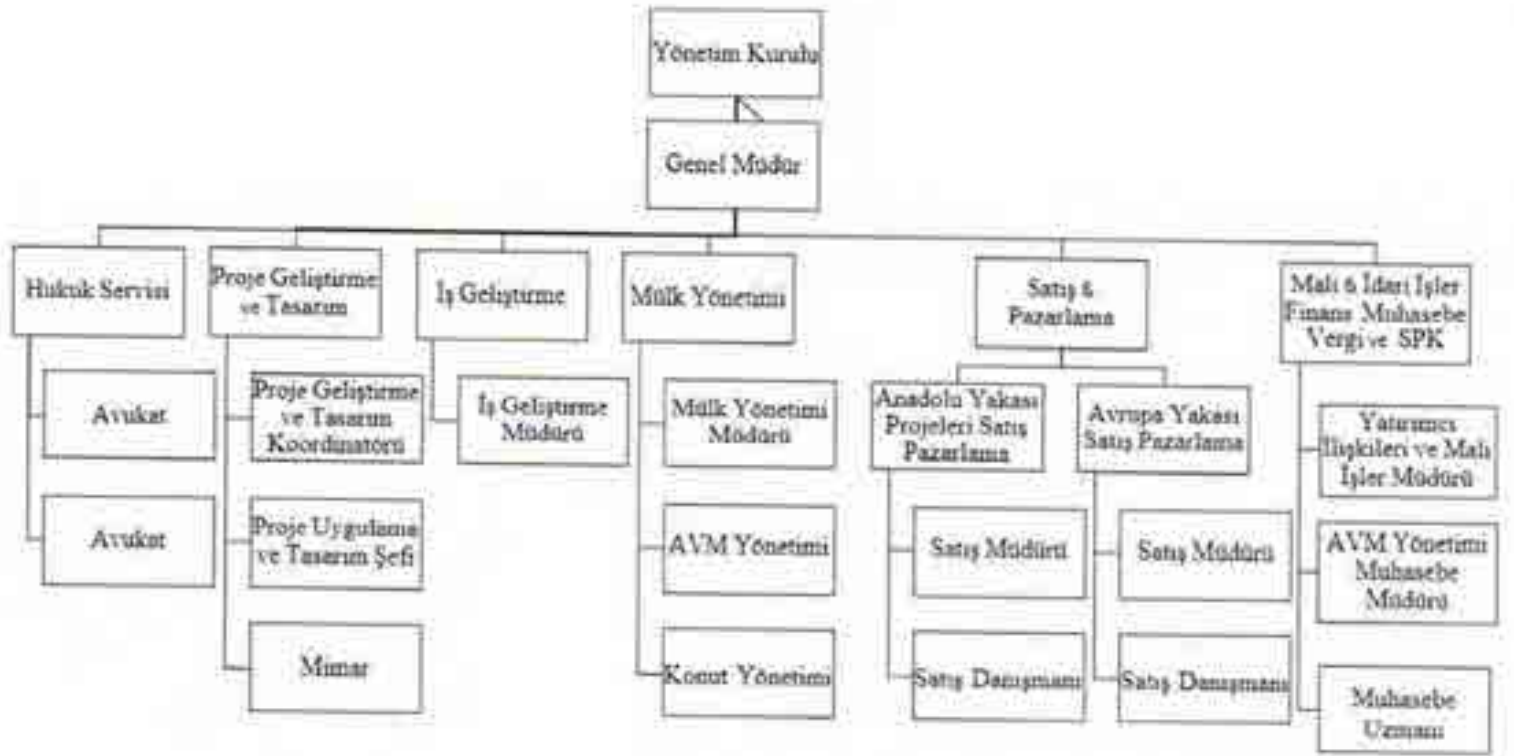 Yönetim Kurulu
Genel Müdür
Hukuk Servisi
Proje Geliştirme
ve Tasarım
İş Geliştirme
Mülk Yönetimi
Satış &
Pazarlama
Mali & İdari İşler
Finans Muhasebe
Vergi ve SPK
Avukat
Avukat
Proje Geliştirme
ve Tasarım
Koordinatörü
Proje Uygulama
ve Tasarım Şefi
Mimar
İş Geliştirme
Müdürü
Mülk Yönetimi
Müdürü
AVM Yönetimi
Konut Yönetimi
Anadolu Yakası
Projeleri Satış
Pazarlama
Satış Müdürü
Satış Danışmanı
Avrupa Yakası
Satış Pazarlama
Satış Müdürü
Satış Danışmanı
Yatırımcı
İlişkileri ve Mali
İşler Müdürü
AVM Yönetimi
Muhasebe
Müdürü
Muhasebe
Uzmanı